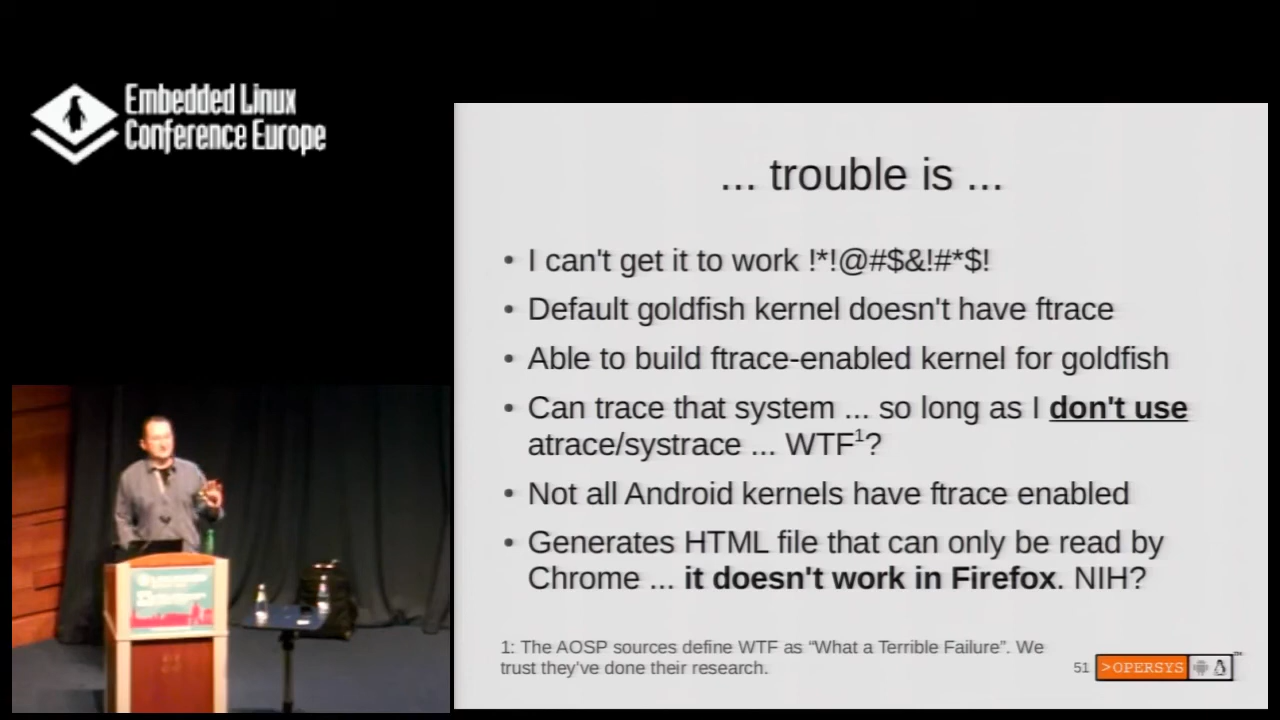 Embedded Linux
Conference Europe
... trouble is ...
• I can't get it to work !*!@#$&!#*$!
• Default goldfish kernel doesn't have ftrace
• Able to build ftrace-enabled kernel for goldfish
• Can trace that system ... so long as I don't use
atrace/systrace ... WTF1?
• Not all Android kernels have ftrace enabled
• Generates HTML file that can only be read by
Chrome ... it doesn't work in Firefox. NIH?
1: The AOSP sources define WTF as “What a Terrible Failure”. We
trust they've done their research.
51
>OPERSYS
™